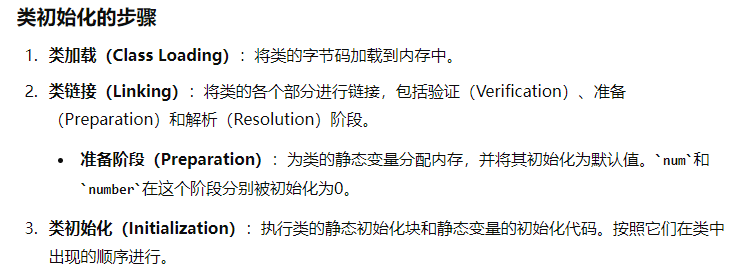 类初始化的步骤
1. 类加载（Class Loading）：将类的字节码加载到内存中。
2. 类链接（Linking）：将类的各个部分进行链接，包括验证（Verification）、准备
（Preparation）和解析（Resolution）阶段。
• 准备阶段（Preparation）：为类的静态变量分配内存，并将其初始化为默认值。`num`和
`number`在这个阶段分别被初始化为0。
3. 类初始化（Initialization）：执行类的静态初始化块和静态变量的初始化代码。按照它们在类中
出现的顺序进行。